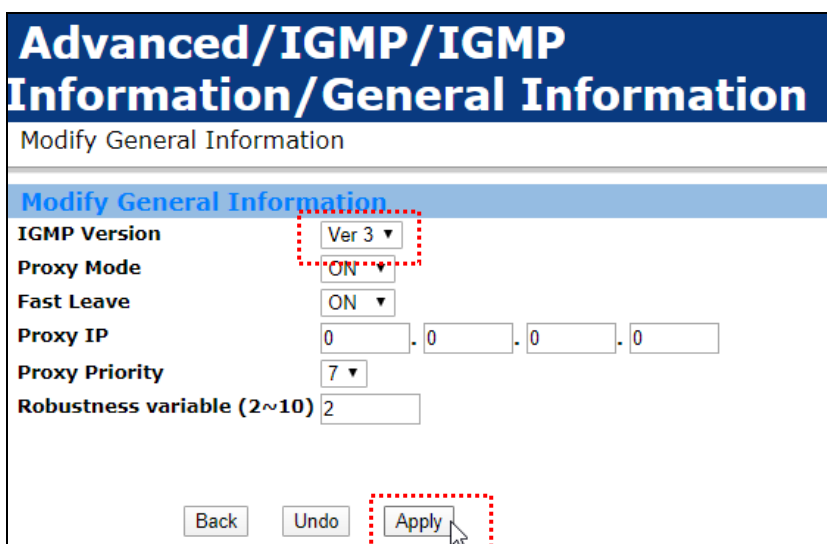 Advanced/IGMP/IGMP
Information/General Information
Modify General Information
Modify General Information
IGMP Version Ver 3
Proxy Mode ON
Fast Leave ON
Proxy IP 0 . 0 . 0 . 0
Proxy Priority 7
Robustness variable (2~10) 2
Back Undo Apply